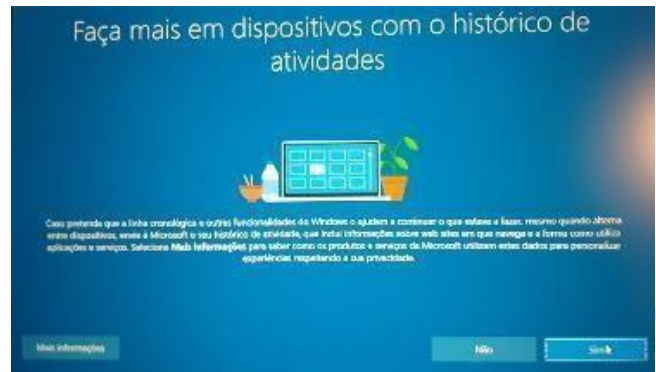 Faça mais em dispositivos com o histórico de
atividades
Caso pretenda que a linha cronológica e outras funcionalidades do Windows o ajudem a continuar o que estava a fazer, mesmo quando alterna
entre dispositivos, envie à Microsoft o seu histórico de atividade, que inclui informações sobre web sites em que navega e a forma como utiliza
aplicações e serviços. Selecione Mais informações para saber como os produtos e serviços da Microsoft utilizam estes dados para personalizar
experiências respeitando a sua privacidade.
Mais informações
Não
Sim